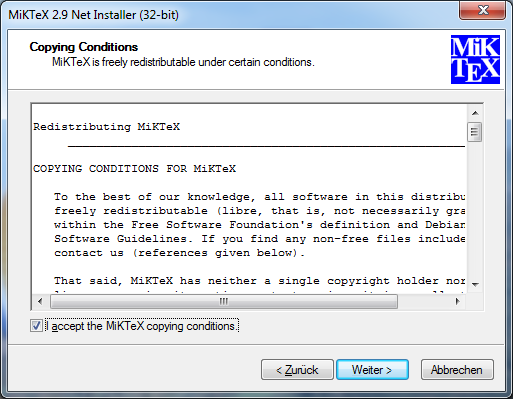 MiKTeX 2.9 Net Installer (32-bit)
Copying Conditions
MiKTeX is freely redistributable under certain conditions.
MiK
TEX
Redistributing MiKTeX
COPYING CONDITIONS FOR MiKTeX
To the best of our knowledge, all software in this distribu
freely redistributable (libre, that is, not necessarily gra
within the Free Software Foundation's definition and Debian
Software Guidelines. If you find any non-free files include
contact us (references given below).
That said, MiKTeX has neither a single copyright holder nor
I accept the MiKTeX copying conditions.
< Zurück
Weiter >
Abbrechen